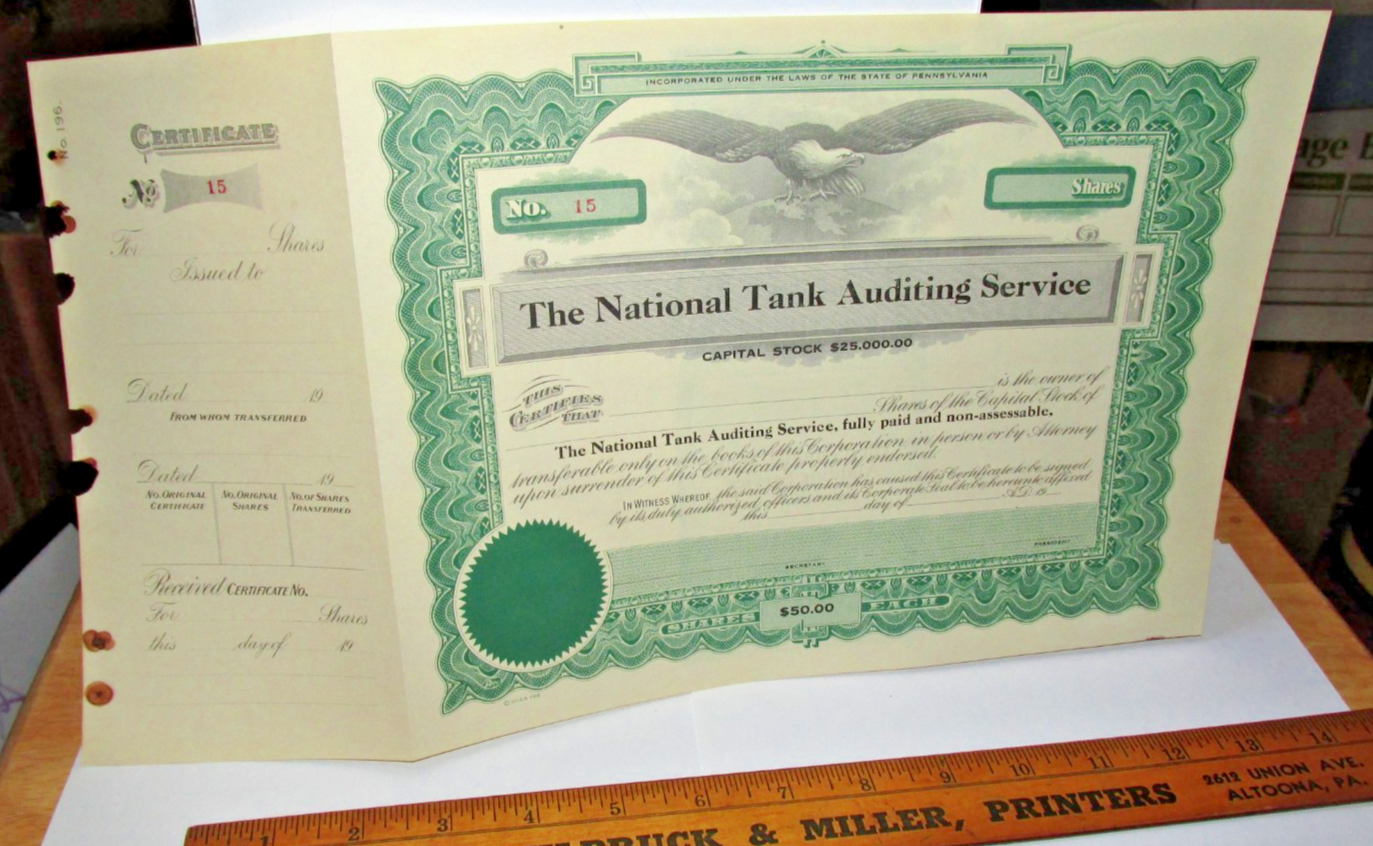 No 196.
CERTIFICATE
No. 15
For Shares
Issued to
Dated 19
FROM WHOM TRANSFERRED
Dated 19
NO. ORIGINAL CERTIFICATE
NO. ORIGINAL SHARES
NO. OF SHARES TRANSFERRED
Received CERTIFICATE NO.
For Shares
this day of 19
INCORPORATED UNDER THE LAWS OF THE STATE OF PENNSYLVANIA
No. 15
Shares
The National Tank Auditing Service
CAPITAL STOCK $25,000.00
THIS CERTIFIES THAT
is the owner of
Shares of the Capital Stock of
The National Tank Auditing Service, fully paid and non-assessable,
transferable only on the books of this Corporation in person or by Attorney
upon surrender of this Certificate properly endorsed.
IN WITNESS WHEREOF, the said Corporation has caused this Certificate to be signed
by its duly authorized officers and its Corporate Seal to be hereunto affixed
this day of A.D. 19
PRESIDENT
SECRETARY
SHARES $50.00 EACH
age
& MILLER, PRINTERS
2612 UNION AVE.
ALTOONA, PA.
1 2 3 4 5 6 7 8 9 10 11 12 13 14